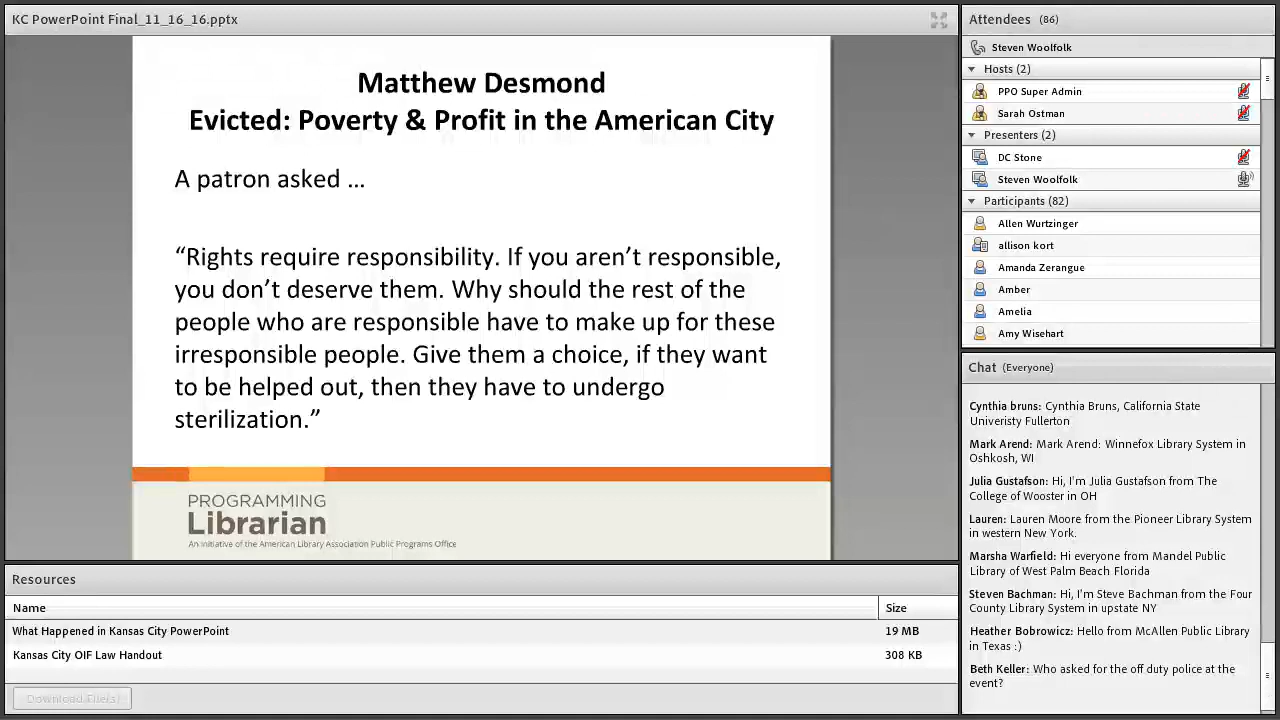 KC PowerPoint Final_11_16_16.pptx
Matthew Desmond
Evicted: Poverty & Profit in the American City
A patron asked ...
“Rights require responsibility. If you aren’t responsible,
you don’t deserve them. Why should the rest of the
people who are responsible have to make up for these
irresponsible people. Give them a choice, if they want
to be helped out, then they have to undergo
sterilization.”
PROGRAMMING
Librarian
An initiative of the American Library Association Public Programs Office
Resources
Name Size
What Happened in Kansas City PowerPoint 19 MB
Kansas City OIF Law Handout 308 KB
Download File(s)
Attendees (86)
Steven Woolfolk
Hosts (2)
PPO Super Admin
Sarah Ostman
Presenters (2)
DC Stone
Steven Woolfolk
Participants (82)
Allen Wurtzinger
allison kort
Amanda Zerangue
Amber
Amelia
Amy Wisehart
Chat (Everyone)
Cynthia bruns: Cynthia Bruns, California State
Univeristy Fullerton
Mark Arend: Mark Arend: Winnefox Library System in
Oshkosh, WI
Julia Gustafson: Hi, I'm Julia Gustafson from The
College of Wooster in OH
Lauren: Lauren Moore from the Pioneer Library System
in western New York.
Marsha Warfield: Hi everyone from Mandel Public
Library of West Palm Beach Florida
Steven Bachman: Hi, I'm Steve Bachman from the Four
County Library System in upstate NY
Heather Bobrowicz: Hello from McAllen Public Library
in Texas :)
Beth Keller: Who asked for the off duty police at the
event?